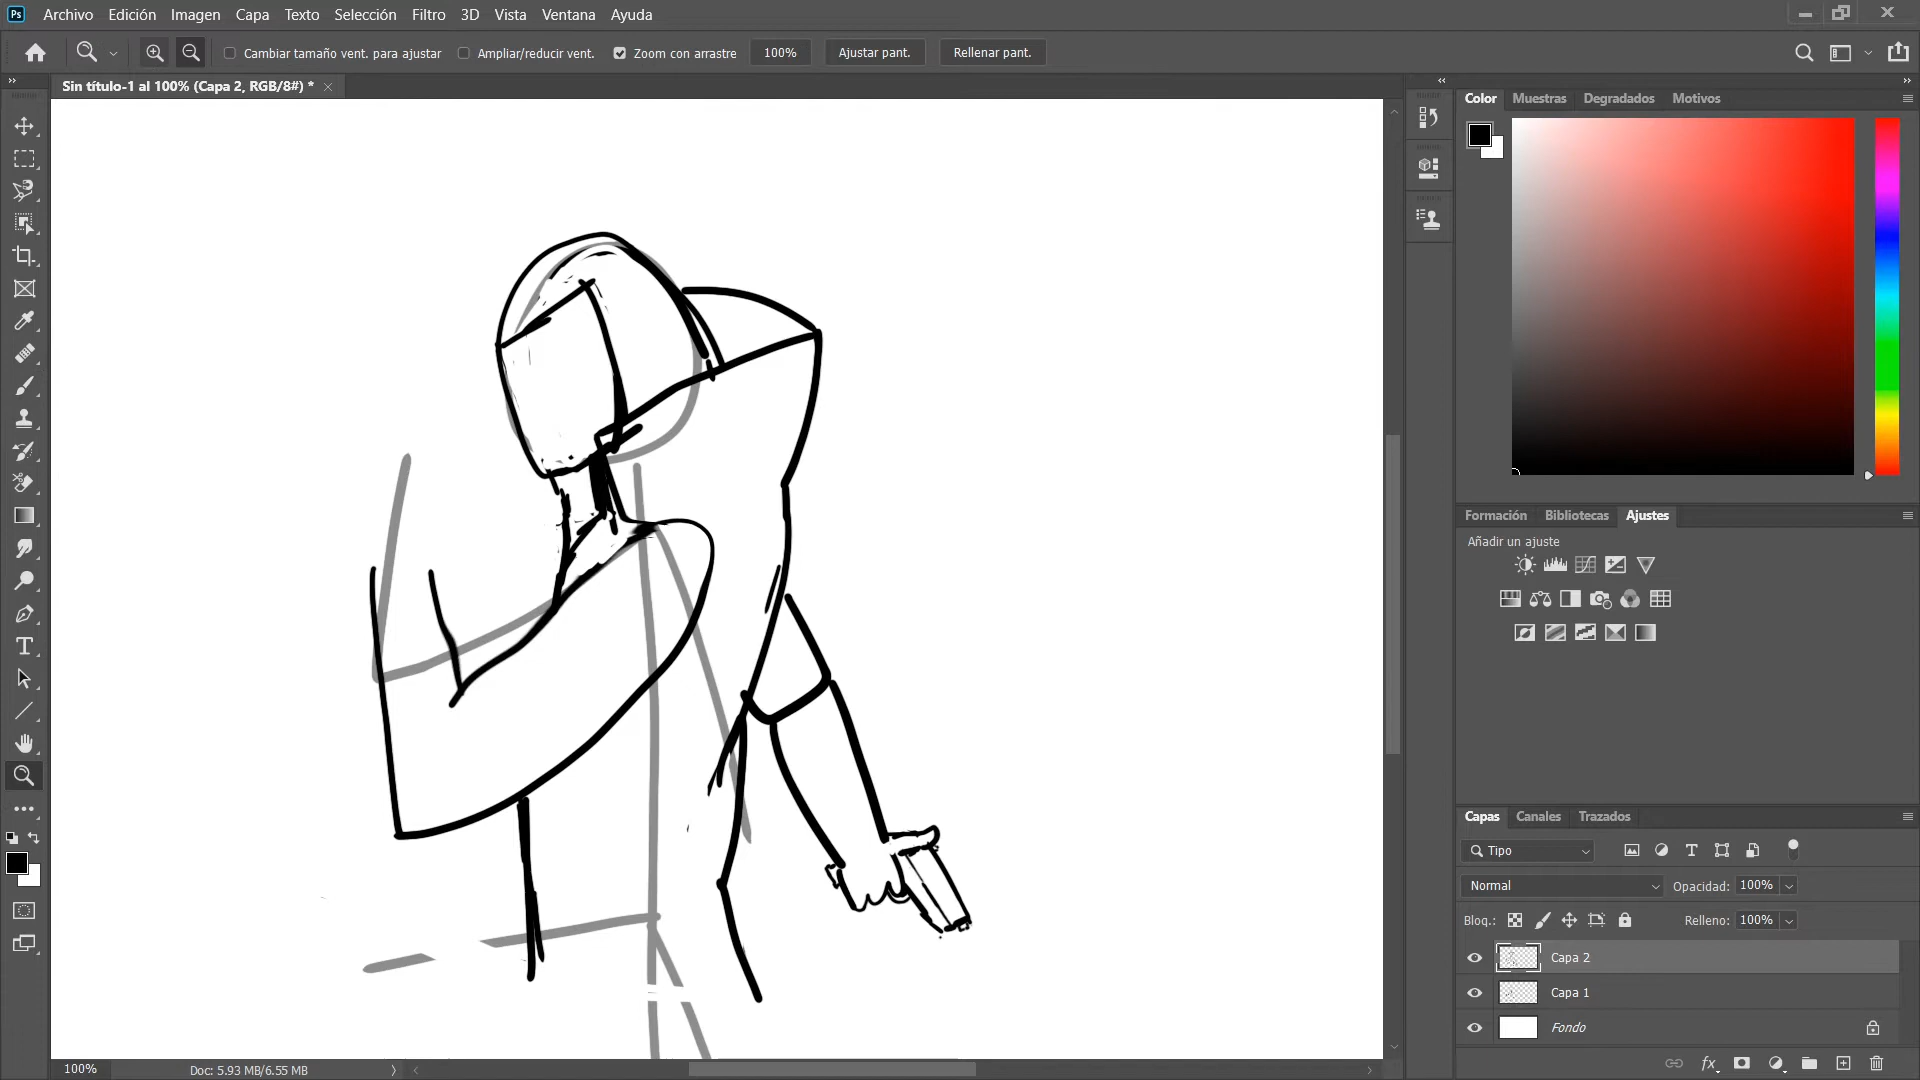 Ps Archivo Edición Imagen Capa Texto Selección Filtro 3D Vista Ventana Ayuda
Cambiar tamaño vent. para ajustar Ampliar/reducir vent. Zoom con arrastre 100% Ajustar pant. Rellenar pant.
Sin título-1 al 100% (Capa 2, RGB/8#) *
Color Muestras Degradados Motivos
Formación Bibliotecas Ajustes
Añadir un ajuste
Capas Canales Trazados
Tipo
Normal Opacidad: 100%
Bloq.: Relleno: 100%
Capa 2
Capa 1
Fondo
fx
100% Doc: 5.93 MB/6.55 MB